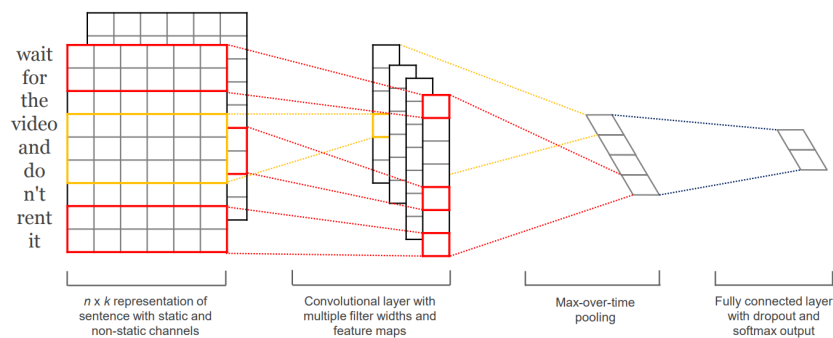 wait
for
the
video
and
do
n't
rent
it
n x k representation of
sentence with static and
non-static channels
Convolutional layer with
multiple filter widths and
feature maps
Max-over-time
pooling
Fully connected layer
with dropout and
softmax output